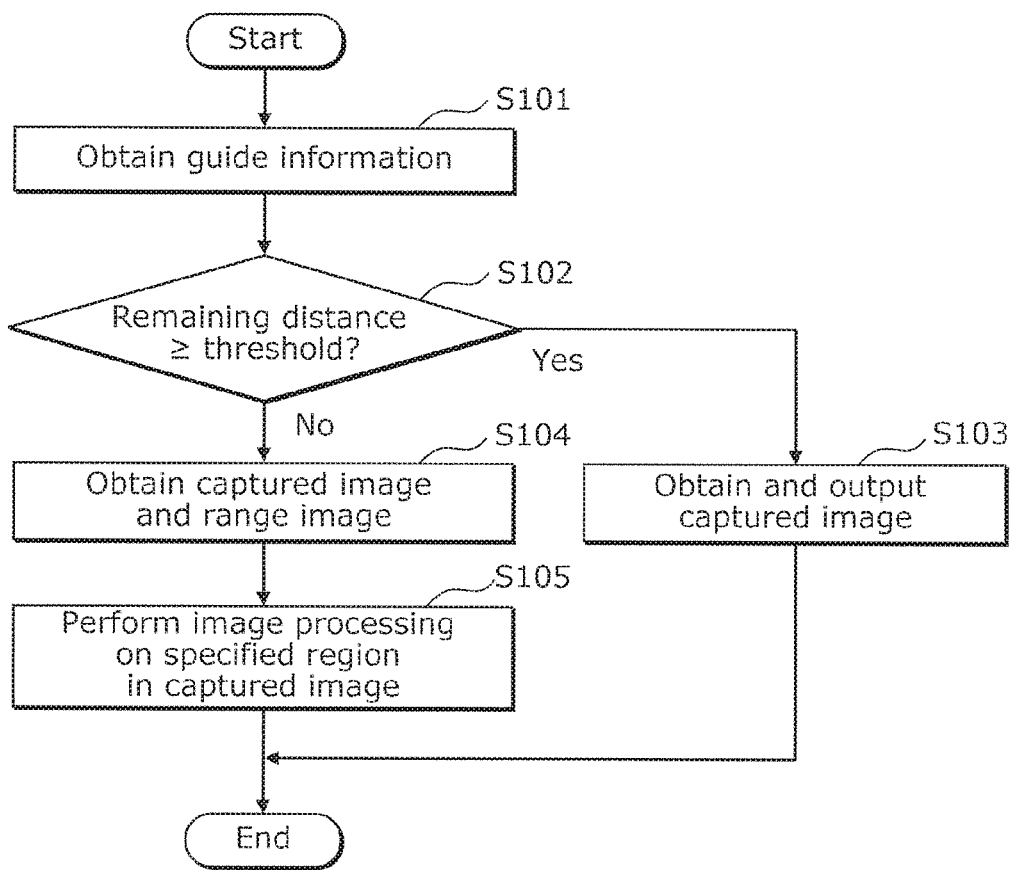 Start
S101
Obtain guide information
S102
Remaining distance
≥ threshold?
Yes
No
S104
Obtain captured image
and range image
S103
Obtain and output
captured image
S105
Perform image processing
on specified region
in captured image
End